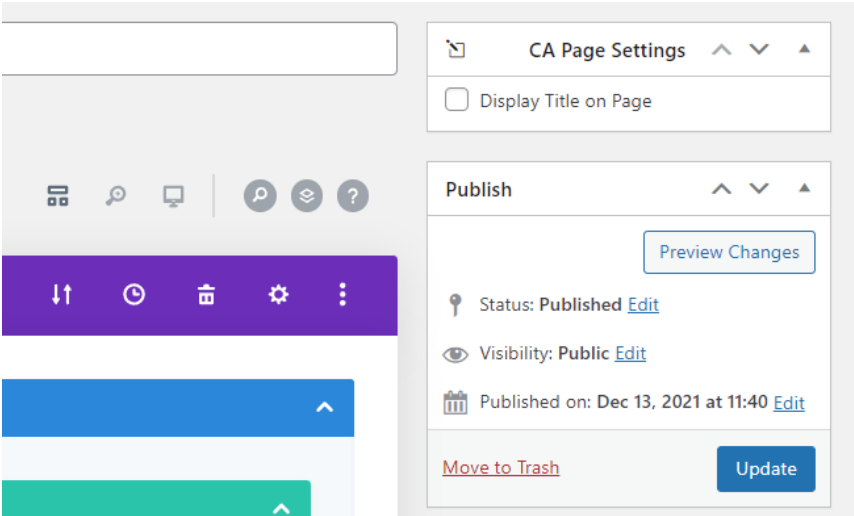 CA Page Settings
Display Title on Page
Publish
Preview Changes
Status: Published Edit
Visibility: Public Edit
Published on: Dec 13, 2021 at 11:40 Edit
Move to Trash
Update